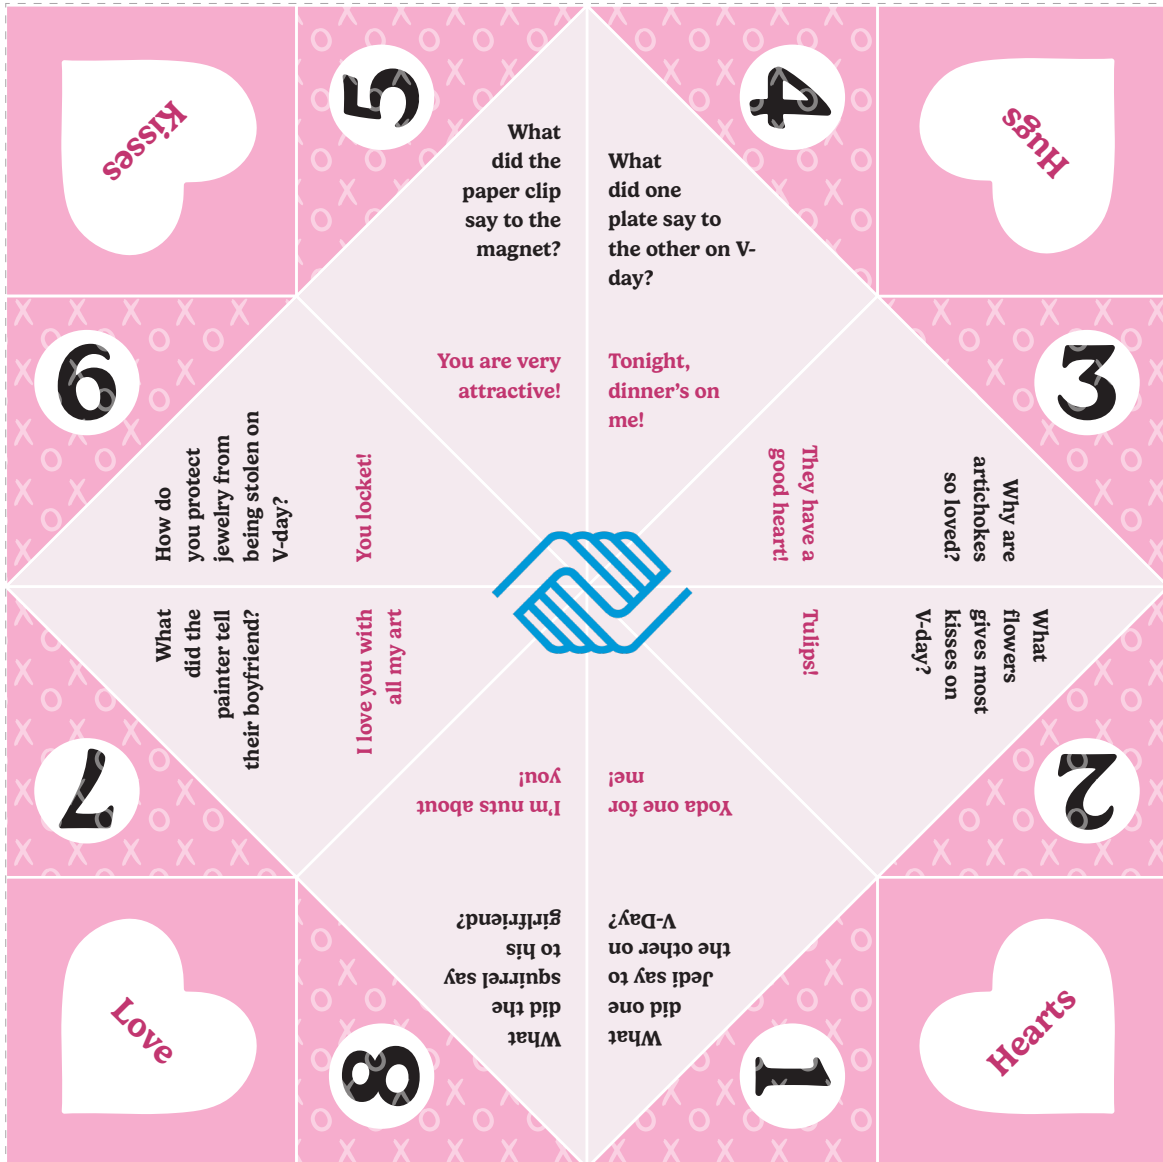 Kisses
5
4
Hugs
What
did the
paper clip
say to the
magnet?
You are very
attractive!
What
did one
plate say to
the other on V-
day?
Tonight,
dinner's on
me!
6
How do
you protect
jewelry from
being stolen on
V-day?
You locket!
3
Why are
artichokes
so loved?
They have a
good heart!
7
What
did the
painter tell
their boyfriend?
I love you with
all my art
2
What
flowers
gives most
kisses on
V-day?
Tulips!
8
What
did the
squirrel say
to his
girlfriend?
I'm nuts about
you!
1
What
did one
Jedi say to
the other on
V-Day?
Yoda one for
me!
Love
Hearts